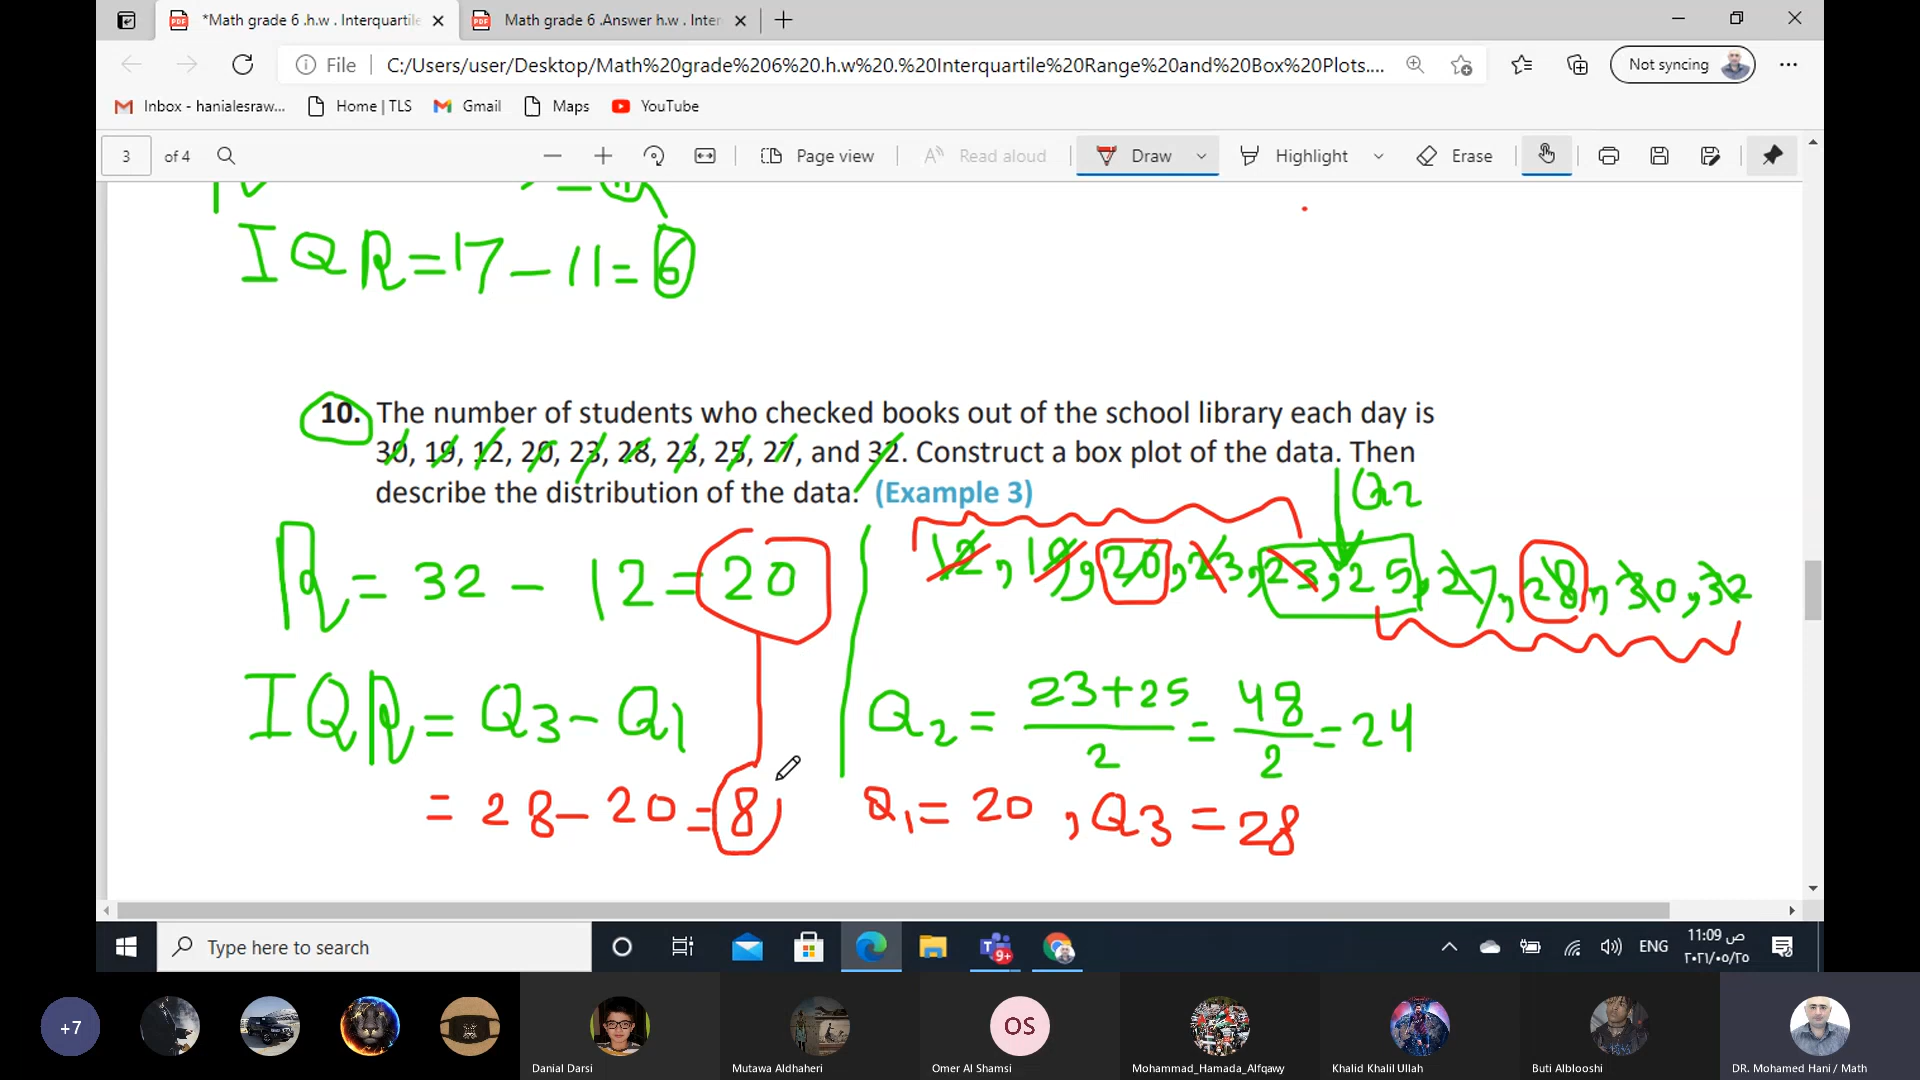 *Math grade 6 .h.w . Interquartile
Math grade 6 .Answer h.w . Inter
File
C:/Users/user/Desktop/Math%20grade%206%20.h.w%20.%20Interquartile%20Range%20and%20Box%20Plots....
Not syncing
Inbox - hanialesraw...
Home | TLS
Gmail
Maps
YouTube
3 of 4
Page view
Read aloud
Draw
Highlight
Erase
IQR = 17 - 11 = 6
10. The number of students who checked books out of the school library each day is
30, 19, 12, 20, 23, 28, 23, 25, 27, and 32. Construct a box plot of the data. Then
describe the distribution of the data. (Example 3)
Q2
R = 32 - 12 = 20
12, 19, 20, 23, 23, 25, 27, 28, 30, 32
IQR = Q3 - Q1
Q2 = 23+25 / 2 = 48 / 2 = 24
= 28 - 20 = 8
Q1 = 20 , Q3 = 28
Type here to search
9+
ENG
11:09 ص
٢٠٢١/٠٥/٢٥
+7
OS
Danial Darsi
Mutawa Aldhaheri
Omer Al Shamsi
Mohammad_Hamada_Alfqawy
Khalid Khalil Ullah
Buti Alblooshi
DR. Mohamed Hani / Math